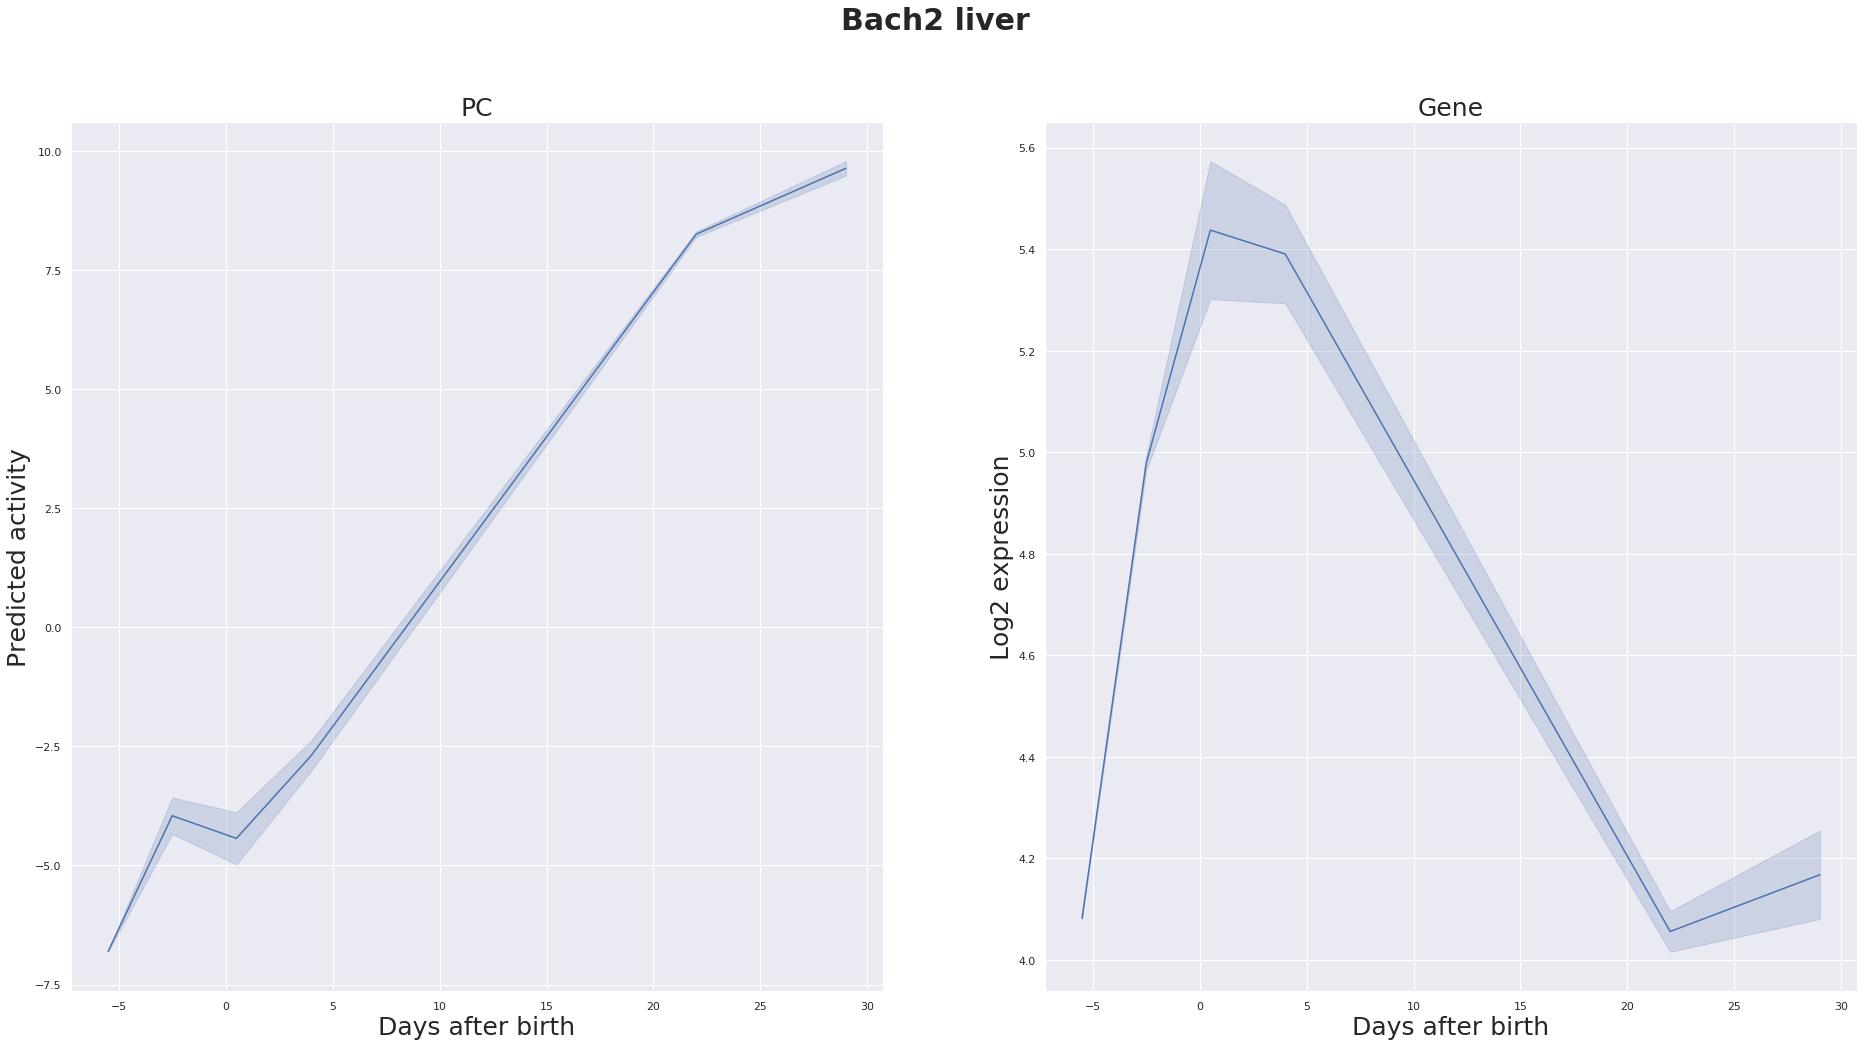 Bach2 liver
PC
Predicted activity
10.0
7.5
5.0
2.5
0.0
−2.5
−5.0
−7.5
−5 0 5 10 15 20 25 30
Days after birth
Gene
Log2 expression
5.6
5.4
5.2
5.0
4.8
4.6
4.4
4.2
4.0
−5 0 5 10 15 20 25 30
Days after birth